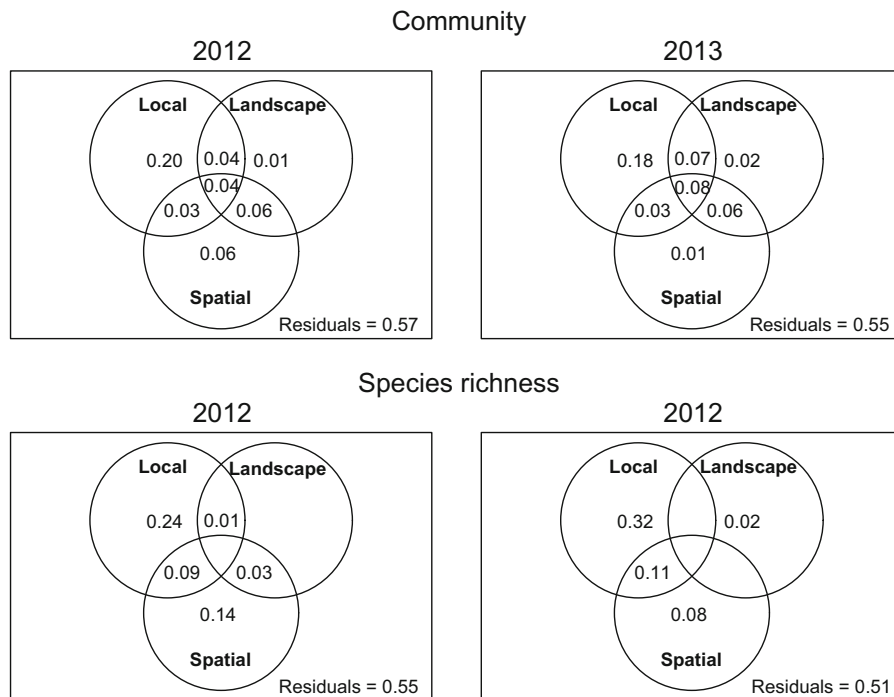 Community
2012 2013
Local Landscape Local Landscape
0.20 0.04 0.01 0.18 0.07 0.02
0.04 0.08
0.03 0.06 0.03 0.06
0.06 0.01
Spatial Spatial
Residuals = 0.57 Residuals = 0.55
Species richness
2012 2012
Local Landscape Local Landscape
0.24 0.01 0.32 0.02
0.09 0.03 0.11
0.14 0.08
Spatial Spatial
Residuals = 0.55 Residuals = 0.51